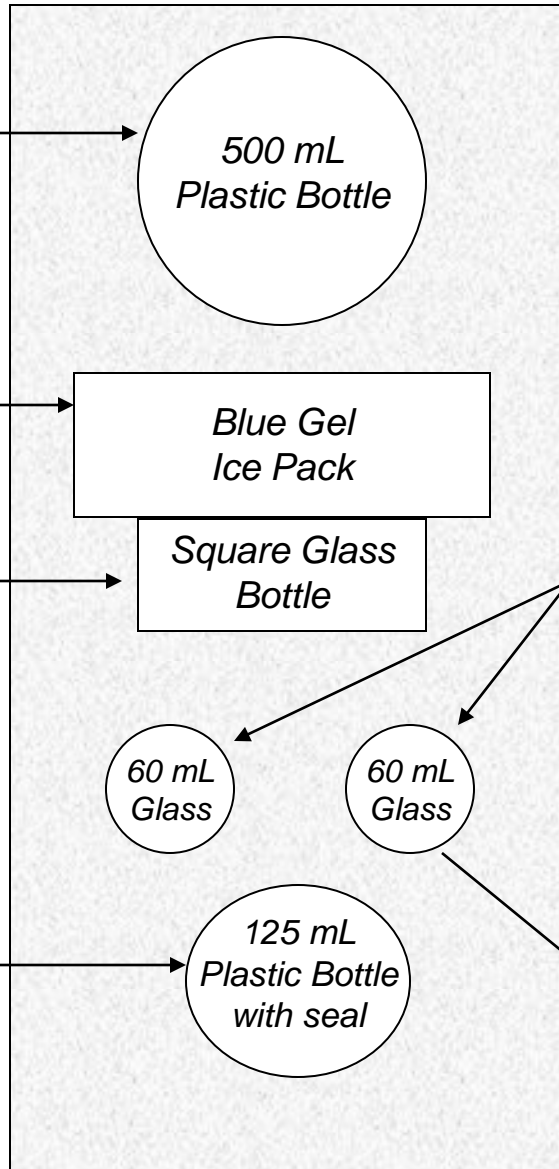 500 mL
Plastic Bottle
Blue Gel
Ice Pack
Square Glass
Bottle
60 mL
Glass
60 mL
Glass
125 mL
Plastic Bottle
with seal